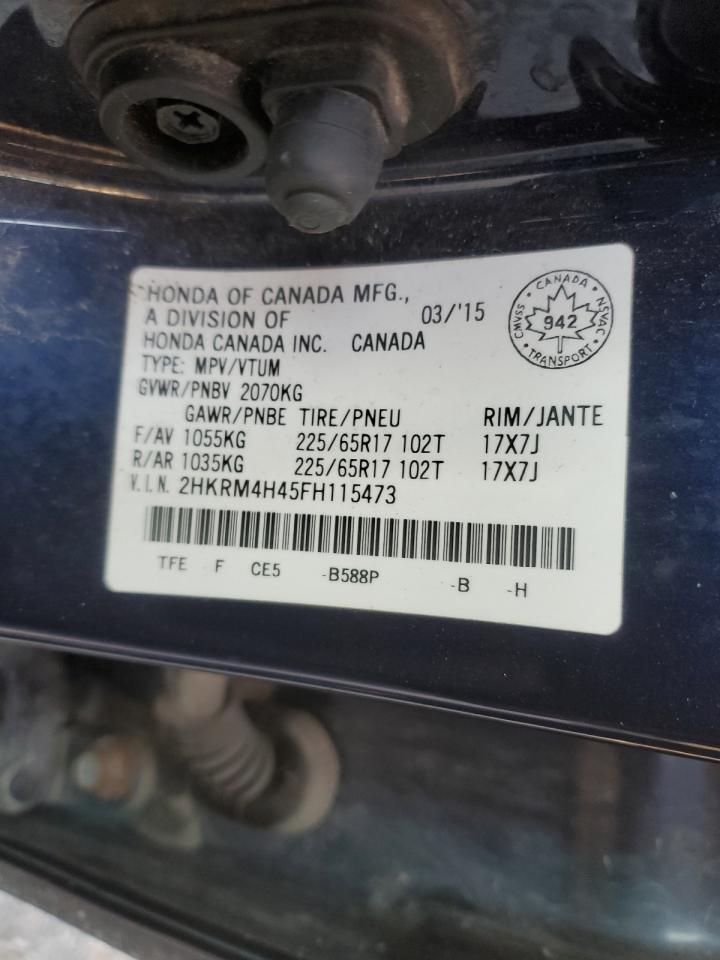 HONDA OF CANADA MFG.,
A DIVISION OF 03/'15
HONDA CANADA INC. CANADA
TYPE: MPV/VTUM
GVWR/PNBV 2070KG
GAWR/PNBE TIRE/PNEU RIM/JANTE
F/AV 1055KG 225/65R17 102T 17X7J
R/AR 1035KG 225/65R17 102T 17X7J
V.I.N. 2HKRM4H45FH115473
TFE F CE5 -B588P -B -H
CANADA
CMVSS 942 NSVAC
TRANSPORT